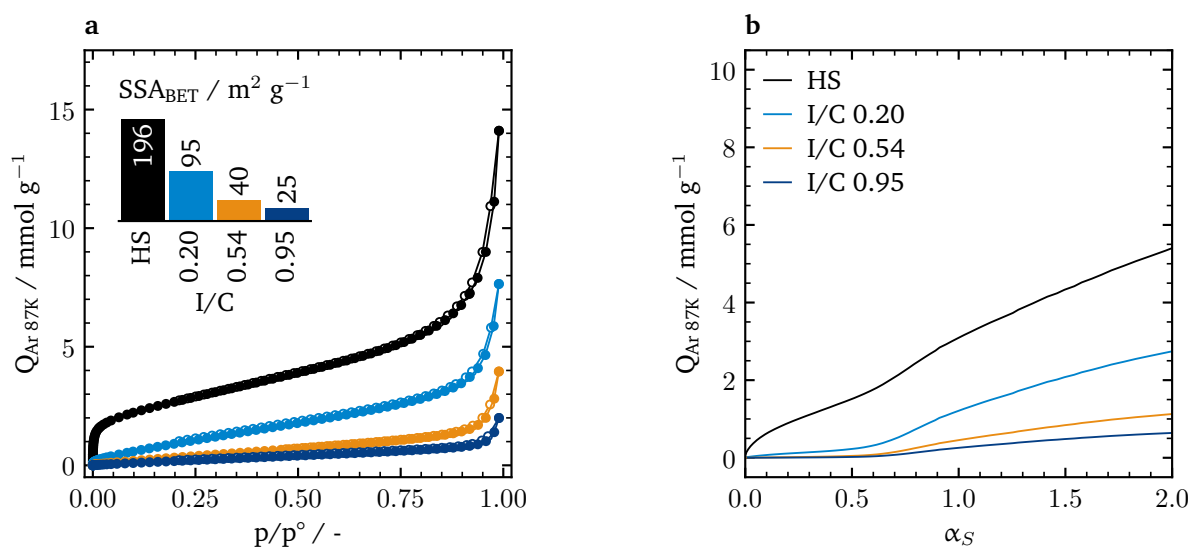 a
Q_Ar 87K / mmol g⁻¹
15
10
5
0
SSA_BET / m² g⁻¹
196
95
40
25
HS
0.20
0.54
0.95
I/C
0.00
0.25
0.50
0.75
1.00
p/p° / -
b
Q_Ar 87K / mmol g⁻¹
10
8
6
4
2
0
HS
I/C 0.20
I/C 0.54
I/C 0.95
0.0
0.5
1.0
1.5
2.0
α_S